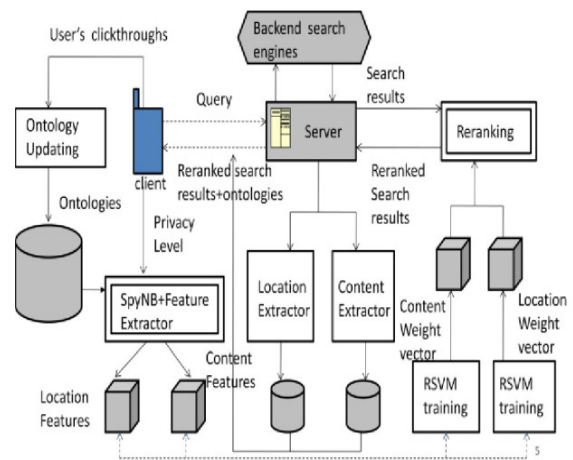 User's clickthroughs
Backend search
engines
Query
Search
results
Ontology
Updating
client
Server
Reranking
Reranked search
results+ontologies
Reranked
Search
results
Ontologies
Privacy
Level
SpyNB+Feature
Extractor
Location
Extractor
Content
Extractor
Content
Weight
vector
Location
Weight
vector
Location
Features
Content
Features
RSVM
training
RSVM
training
5